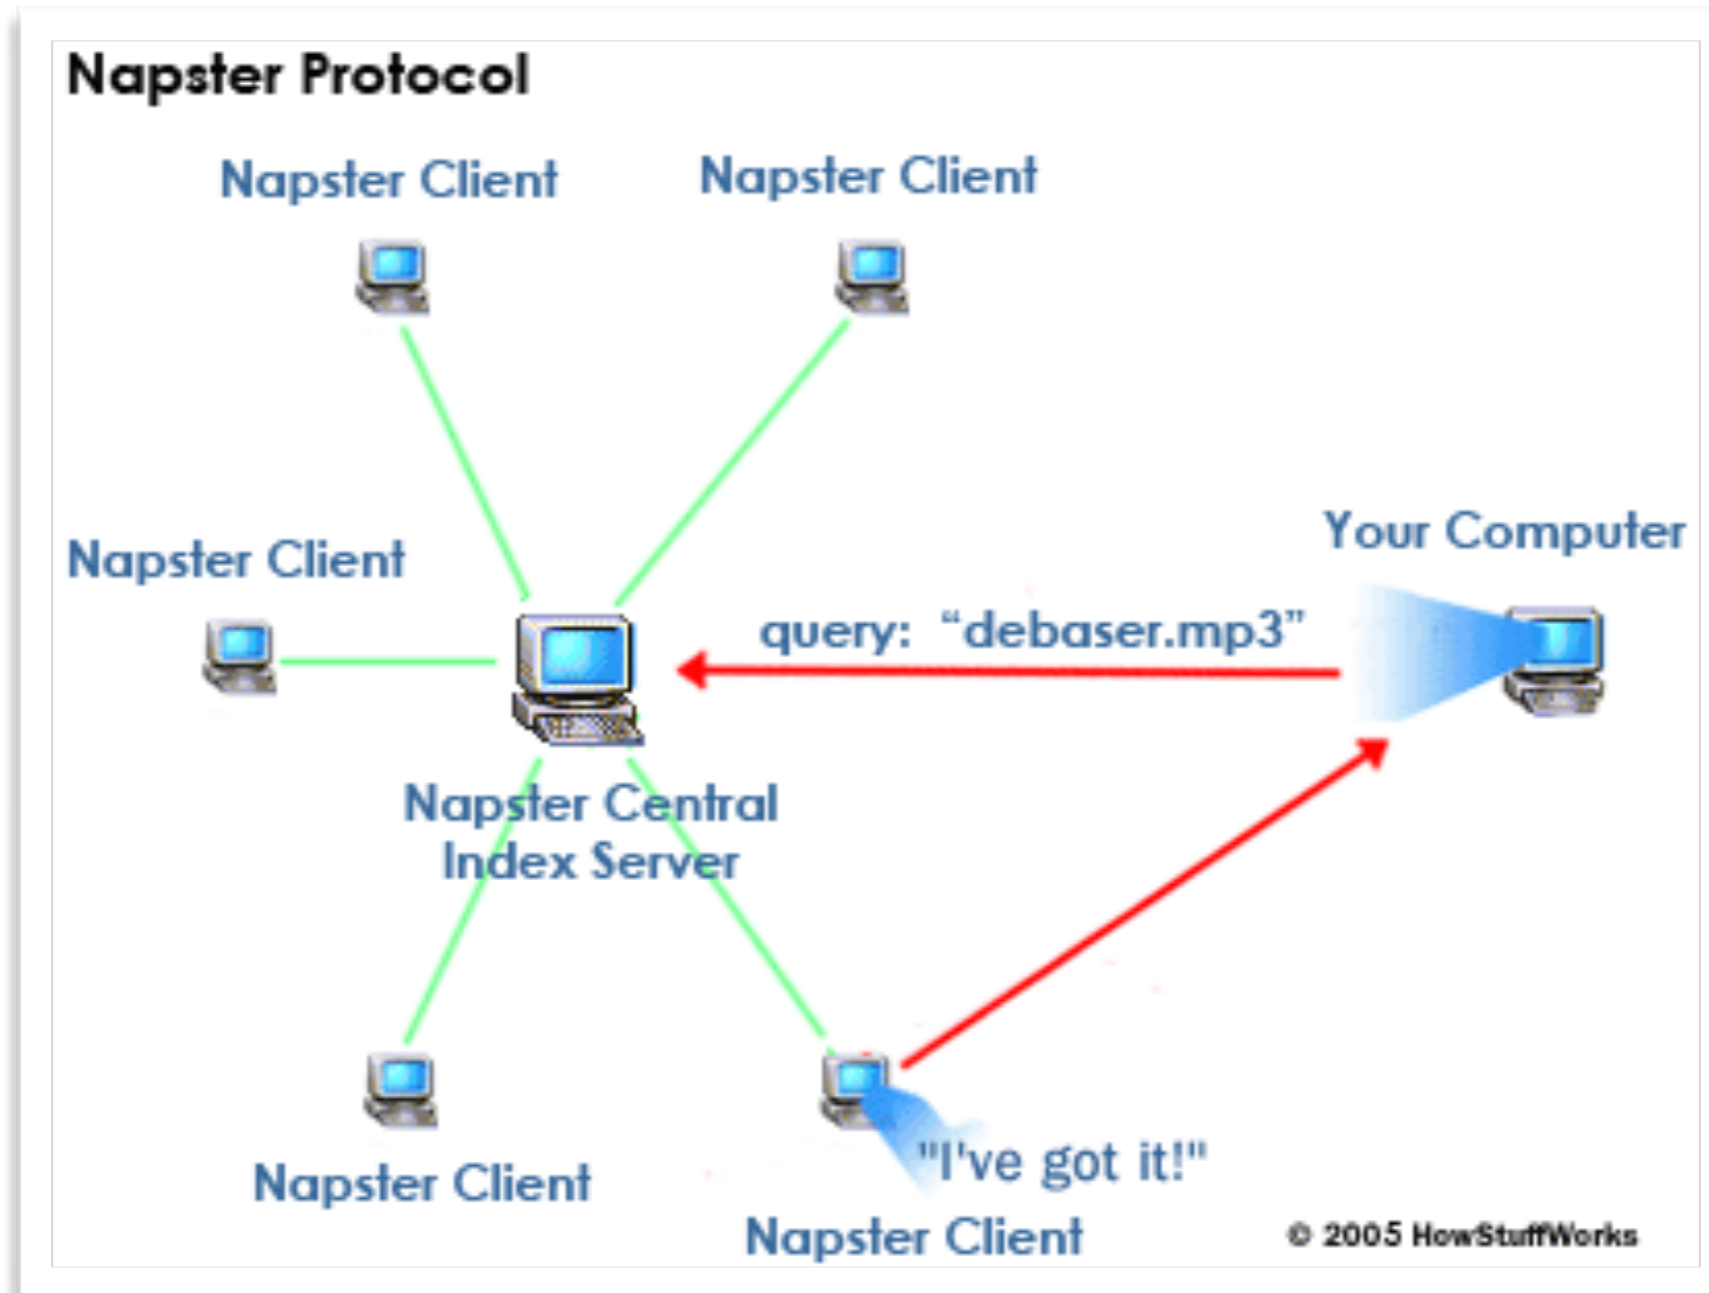 Napster Protocol
Napster Client
Napster Client
Your Computer
Napster Client
query: “debaser.mp3”
Napster Central
Index Server
"I've got it!"
Napster Client
Napster Client
© 2005 HowStuffWorks